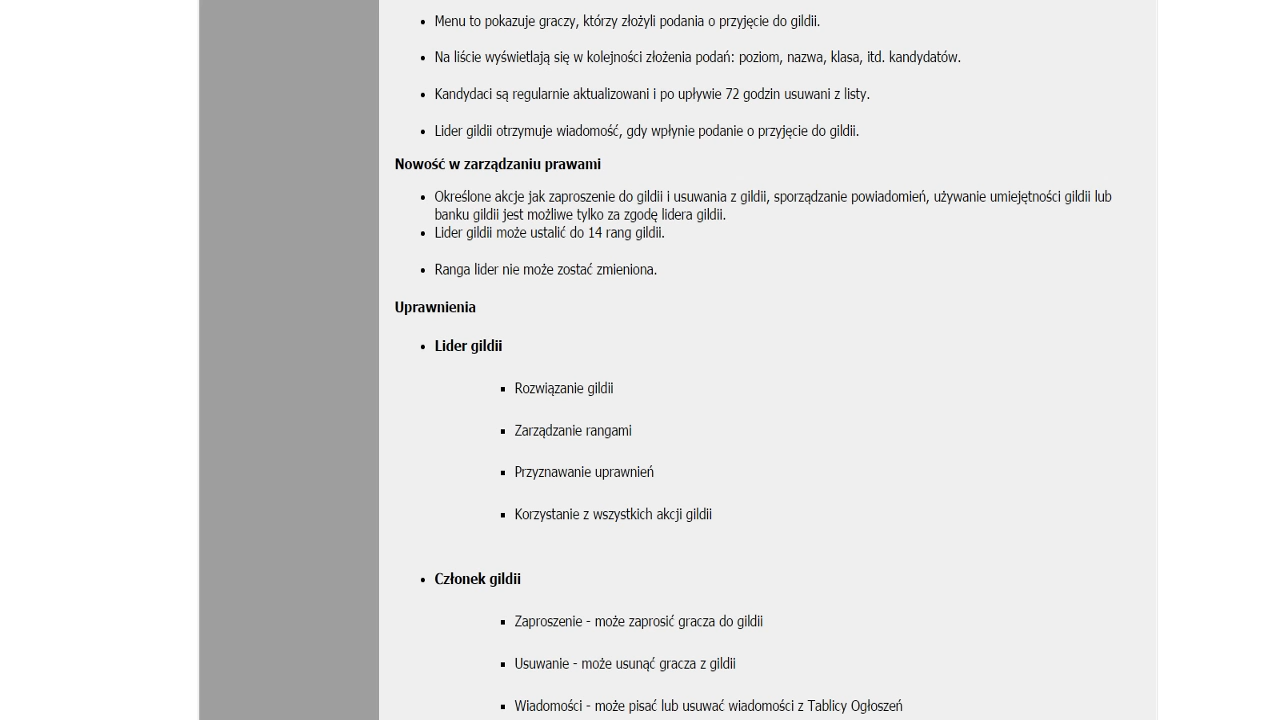 Menu to pokazuje graczy, którzy złożyli podania o przyjęcie do gildii.
Na liście wyświetlają się w kolejności złożenia podań: poziom, nazwa, klasa, itd. kandydatów.
Kandydaci są regularnie aktualizowani i po upływie 72 godzin usuwani z listy.
Lider gildii otrzymuje wiadomość, gdy wpłynie podanie o przyjęcie do gildii.
Nowość w zarządzaniu prawami
Określone akcje jak zaproszenie do gildii i usuwania z gildii, sporządzanie powiadomień, używanie umiejętności gildii lub
banku gildii jest możliwe tylko za zgodę lidera gildii.
Lider gildii może ustalić do 14 rang gildii.
Ranga lider nie może zostać zmieniona.
Uprawnienia
Lider gildii
Rozwiązanie gildii
Zarządzanie rangami
Przyznawanie uprawnień
Korzystanie z wszystkich akcji gildii
Członek gildii
Zaproszenie - może zaprosić gracza do gildii
Usuwanie - może usunąć gracza z gildii
Wiadomości - może pisać lub usuwać wiadomości z Tablicy Ogłoszeń